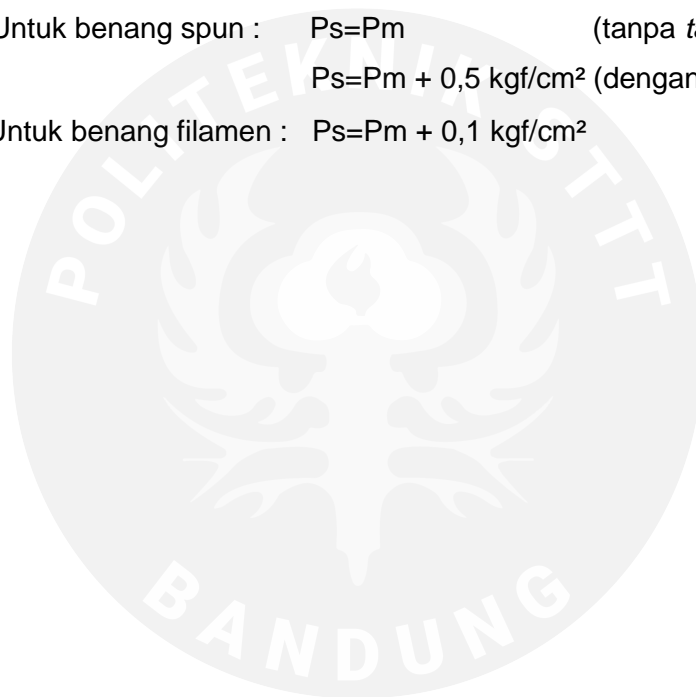 Untuk benang spun : Ps=Pm (tanpa
Ps=Pm + 0,5 kgf/cm² (dengan
Untuk benang filamen : Ps=Pm + 0,1 kgf/cm²
POLITEKNIK STTT
BANDUNG